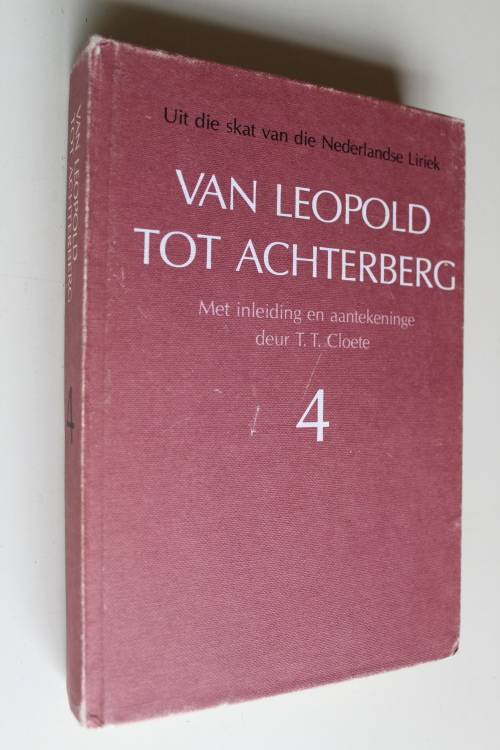 Uit die skat van die Nederlandse Liriek
VAN LEOPOLD
TOT ACHTERBERG
Met inleiding en aantekeninge
deur T. T. Cloete
4
VAN LEOPOLD
TOT ACHTERBERG
4